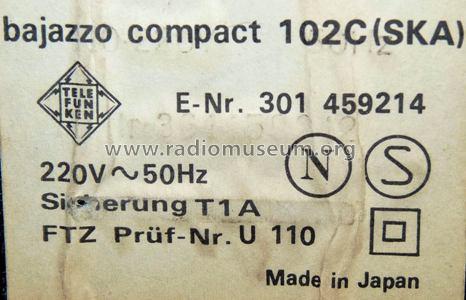 bajazzo compact 102C(SKA)
TELE
FUN
KEN
E-Nr. 301 459214
www.radiomuseum.org
220V~50Hz
N S
Sicherung T1A
FTZ Prüf-Nr. U 110
Made in Japan